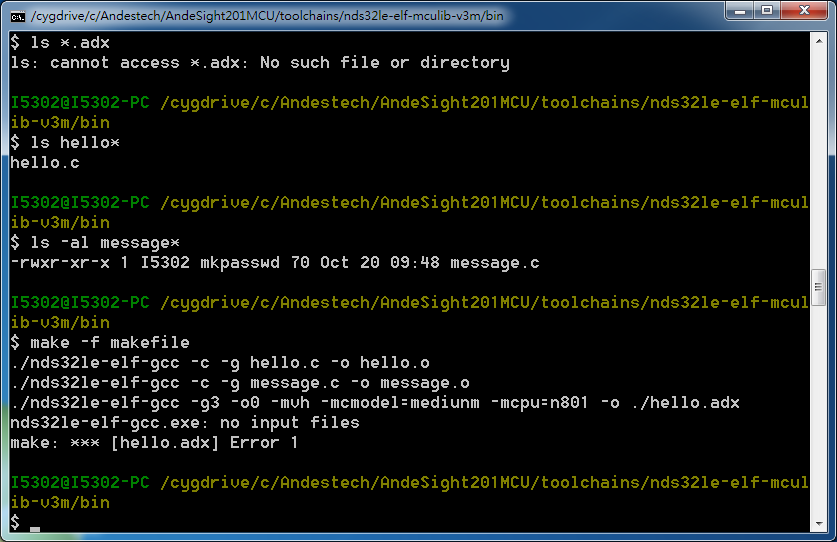 /cygdrive/c/Andestech/AndeSight201MCU/toolchains/nds32le-elf-mculib-v3m/bin
$ ls *.adx
ls: cannot access *.adx: No such file or directory
I5302@I5302-PC /cygdrive/c/Andestech/AndeSight201MCU/toolchains/nds32le-elf-mcul
ib-v3m/bin
$ ls hello*
hello.c
I5302@I5302-PC /cygdrive/c/Andestech/AndeSight201MCU/toolchains/nds32le-elf-mcul
ib-v3m/bin
$ ls -al message*
-rwxr-xr-x 1 I5302 mkpasswd 70 Oct 20 09:48 message.c
I5302@I5302-PC /cygdrive/c/Andestech/AndeSight201MCU/toolchains/nds32le-elf-mcul
ib-v3m/bin
$ make -f makefile
./nds32le-elf-gcc -c -g hello.c -o hello.o
./nds32le-elf-gcc -c -g message.c -o message.o
./nds32le-elf-gcc -g3 -o0 -mvh -mcmodel=mediunm -mcpu=n801 -o ./hello.adx
nds32le-elf-gcc.exe: no input files
make: *** [hello.adx] Error 1
I5302@I5302-PC /cygdrive/c/Andestech/AndeSight201MCU/toolchains/nds32le-elf-mcul
ib-v3m/bin
$